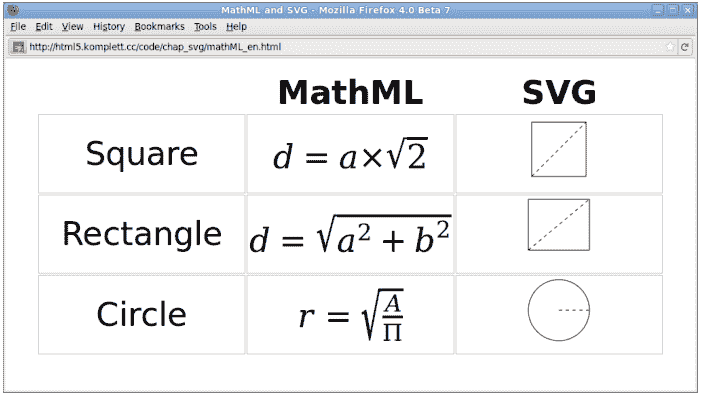 MathML and SVG - Mozilla Firefox 4.0 Beta 7
File Edit View History Bookmarks Tools Help
http://html5.komplett.cc/code/chap_svg/mathML_en.html
MathML SVG
Square d = a×√2
Rectangle d = √a² + b²
Circle r = √A/Π